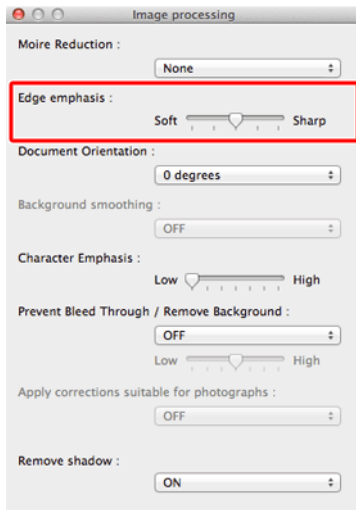 Image processing
Moire Reduction :
None
Edge emphasis :
Soft Sharp
Document Orientation :
0 degrees
Background smoothing :
OFF
Character Emphasis :
Low High
Prevent Bleed Through / Remove Background :
OFF
Low High
Apply corrections suitable for photographs :
OFF
Remove shadow :
ON